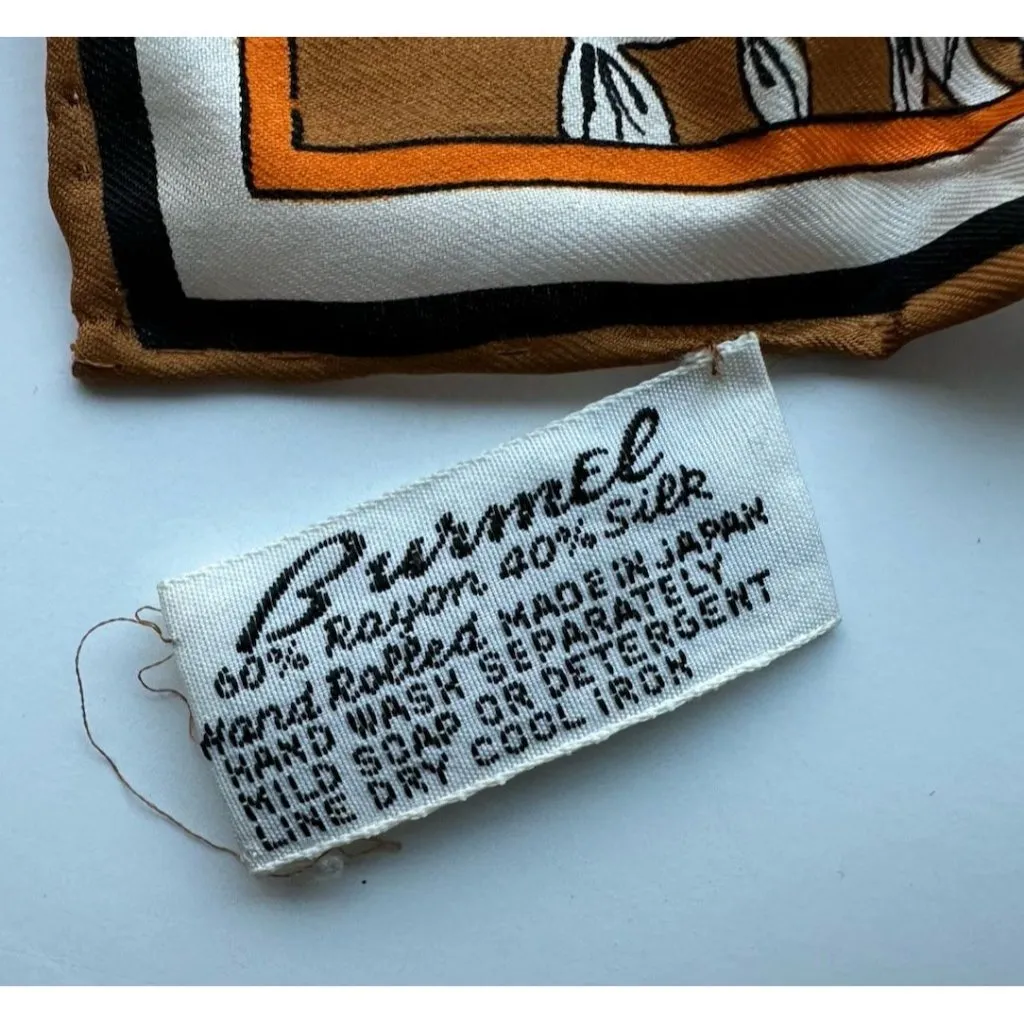 Burmel
60% Rayon 40% Silk
Hand Rolled MADE IN JAPAN
HAND WASH SEPARATELY
MILD SOAP OR DETERGENT
LINE DRY COOL IRON